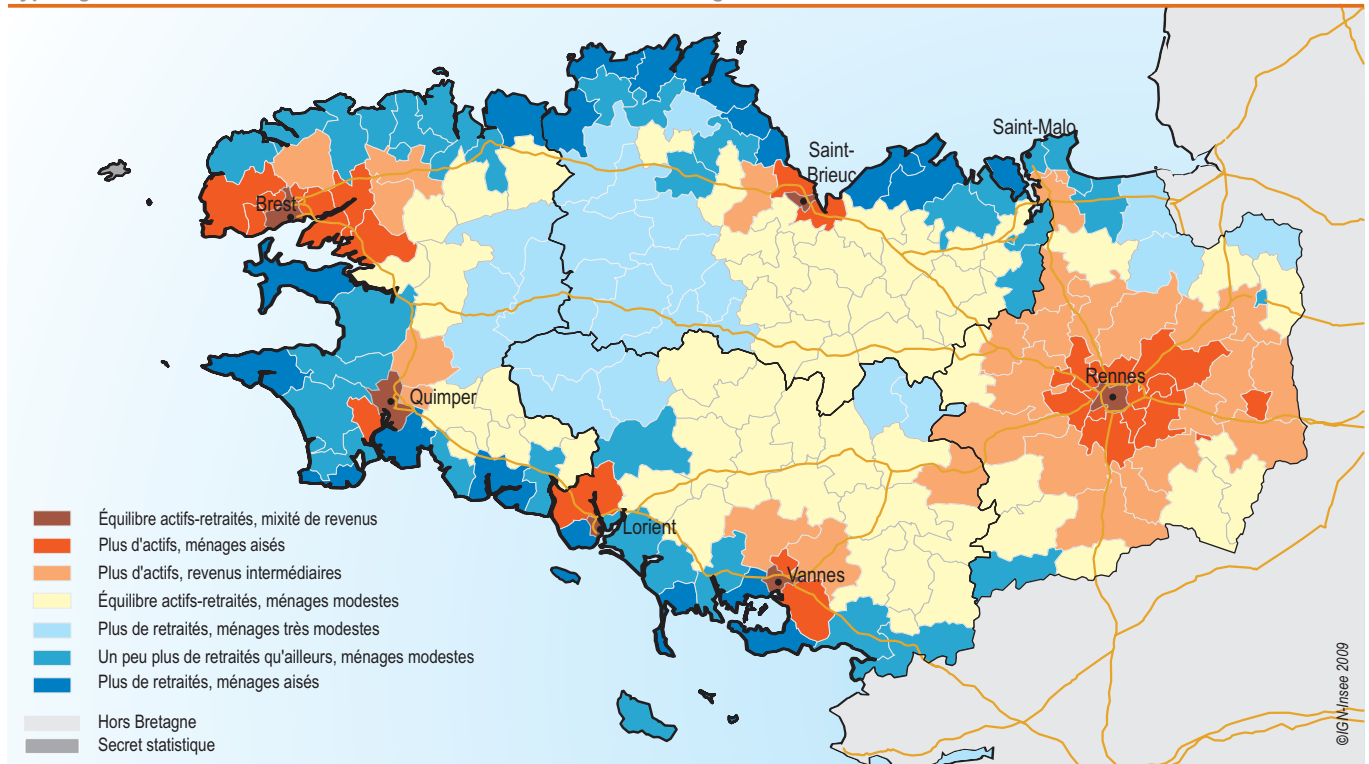 Saint-Malo
Saint-
Brieuc
Brest
Rennes
Quimper
Lorient
Vannes
Équilibre actifs-retraités, mixité de revenus
Plus d'actifs, ménages aisés
Plus d'actifs, revenus intermédiaires
Équilibre actifs-retraités, ménages modestes
Plus de retraités, ménages très modestes
Un peu plus de retraités qu'ailleurs, ménages modestes
Plus de retraités, ménages aisés
Hors Bretagne
Secret statistique
©IGN-Insee 2009